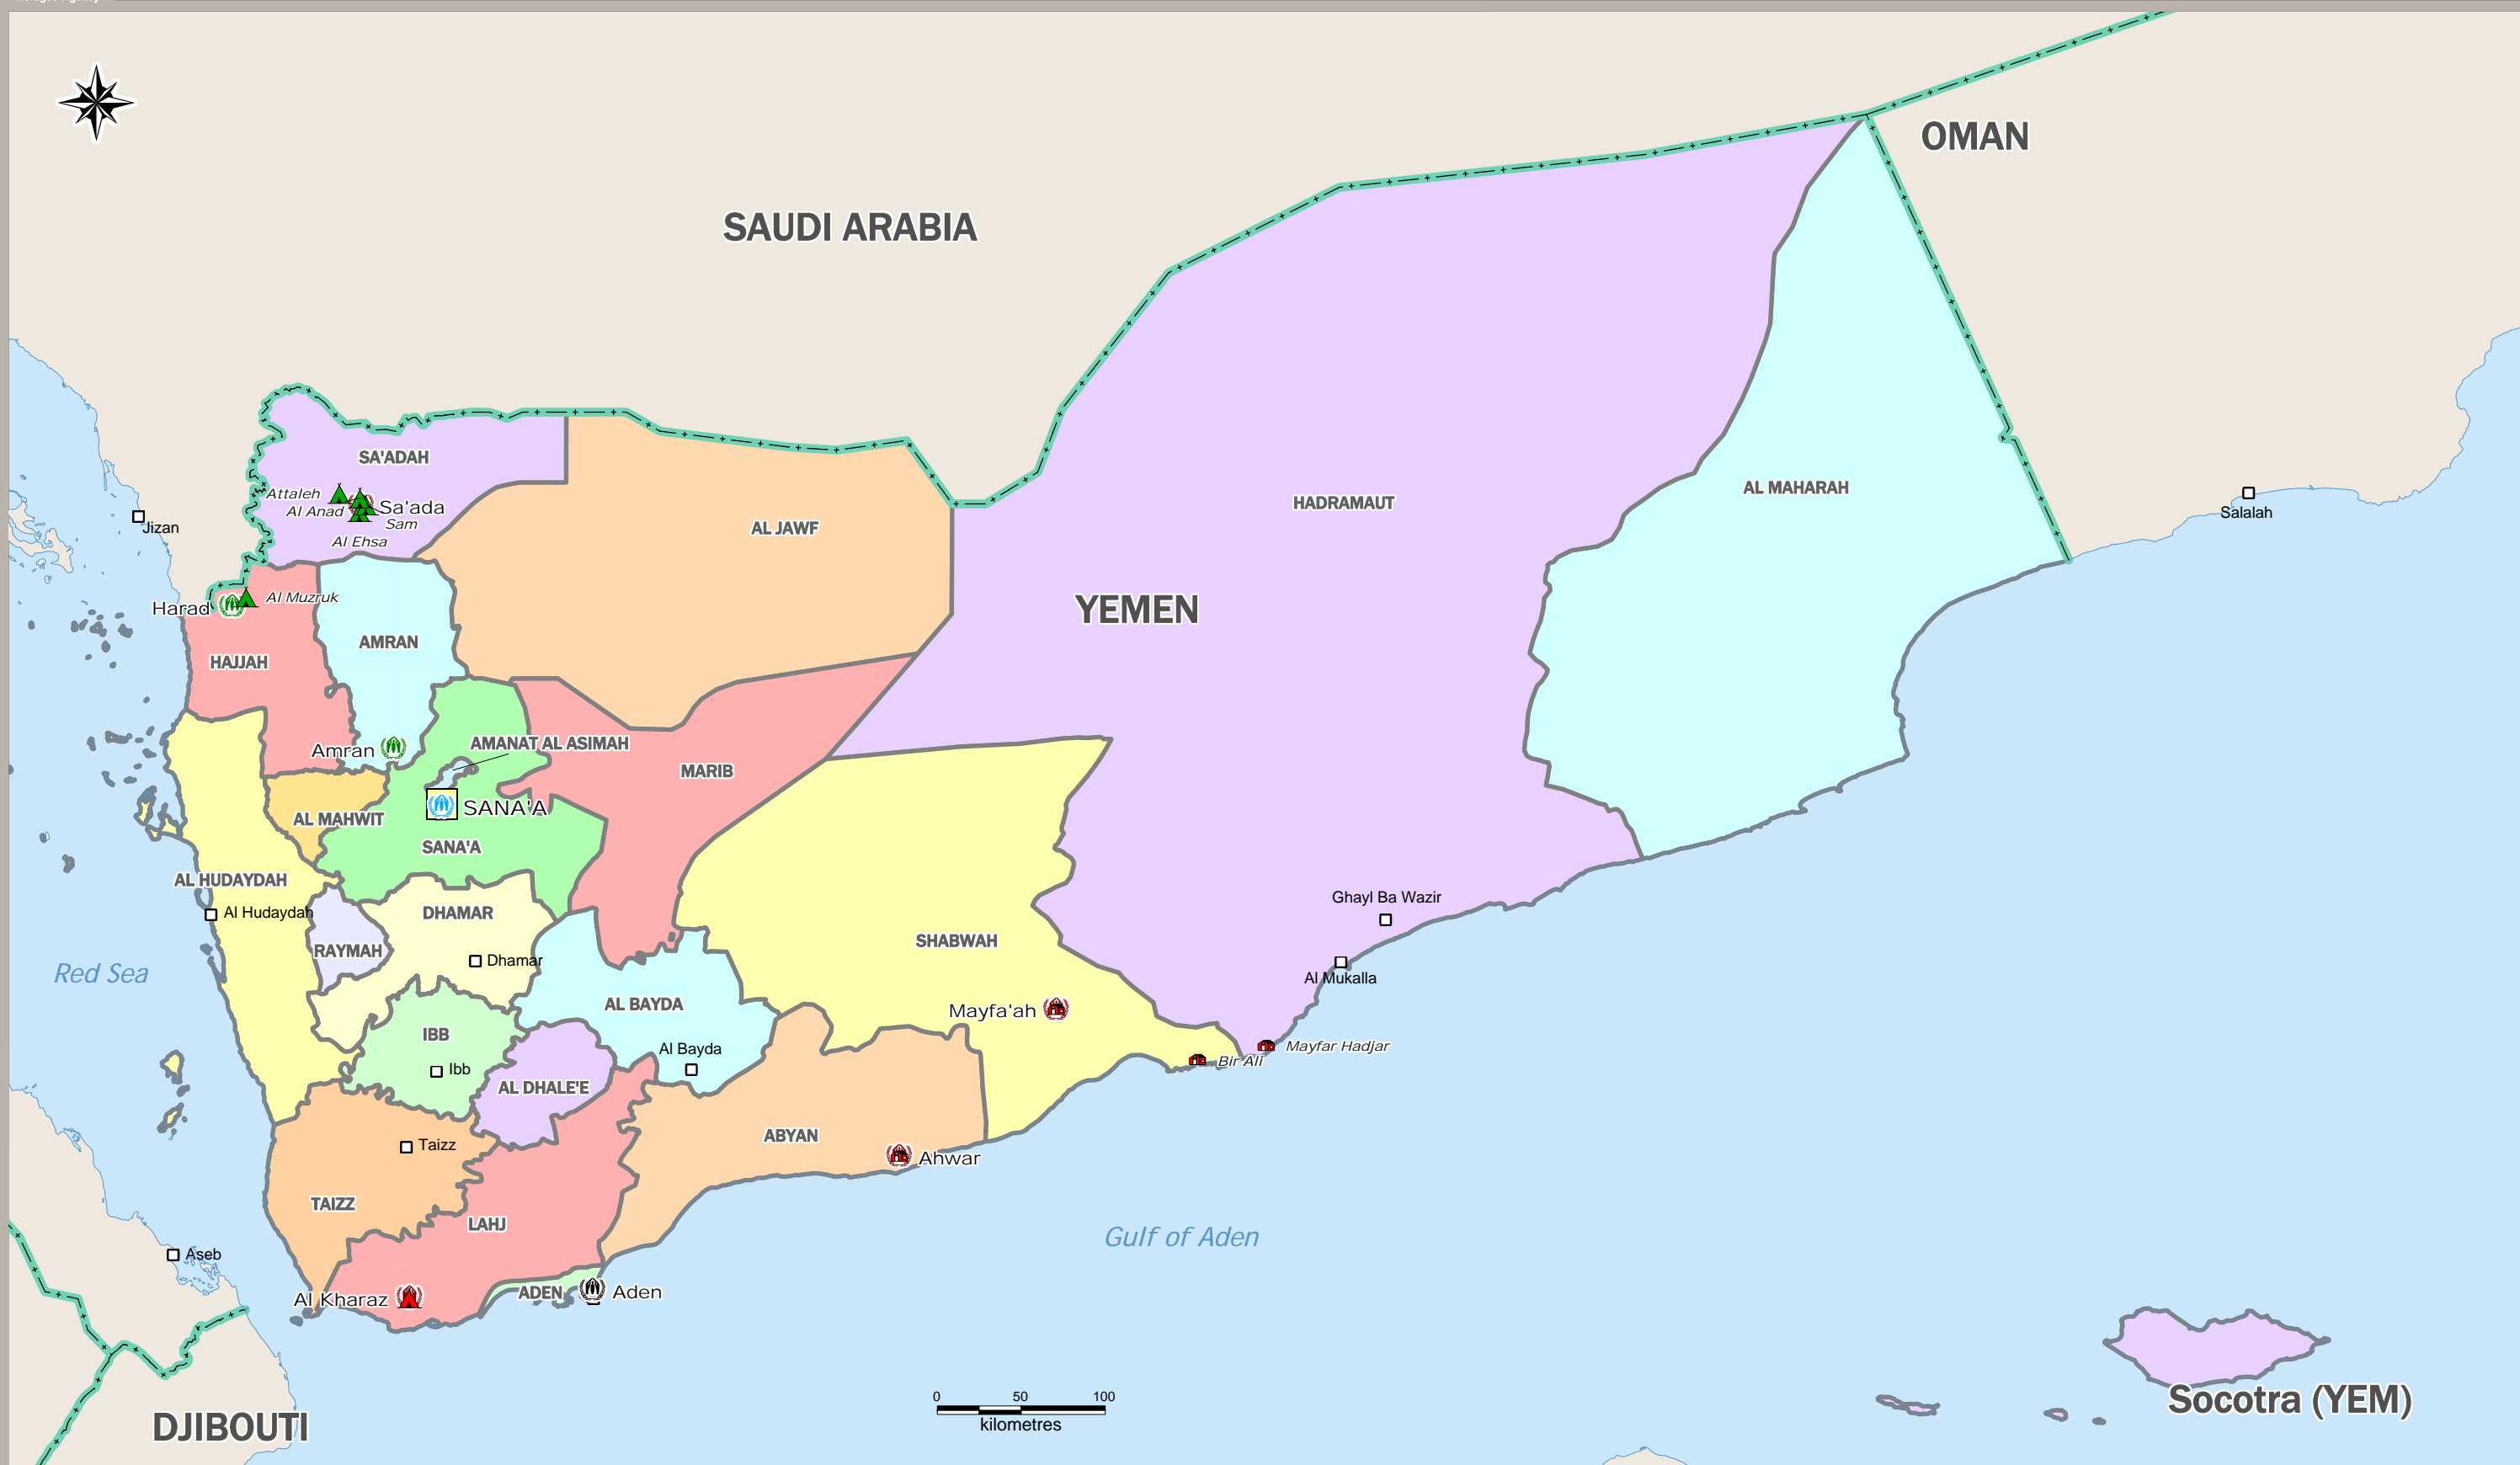 OMAN
SAUDI ARABIA
SA'ADAH
Attaleh
Sa'ada
Al Anad
Sam
Al Ehsa
Jizan
AL JAWF
HADRAMAUT
AL MAHARAH
Salalah
Harad
Al Muzruk
YEMEN
AMRAN
HAJJAH
Amran
AMANAT AL ASIMAH
MARIB
SANA'A
AL MAHWIT
SANA'A
AL HUDAYDAH
Al Hudaydah
DHAMAR
RAYMAH
Dhamar
SHABWAH
Ghayl Ba Wazir
Al Mukalla
Red Sea
AL BAYDA
Mayfa'ah
IBB
Ibb
Al Bayda
Mayfar Hadjar
Bir Ali
AL DHALE'E
ABYAN
Taizz
Ahwar
TAIZZ
LAHJ
Gulf of Aden
Aseb
Al Kharaz
ADEN
Aden
0 50 100
kilometres
DJIBOUTI
Socotra (YEM)